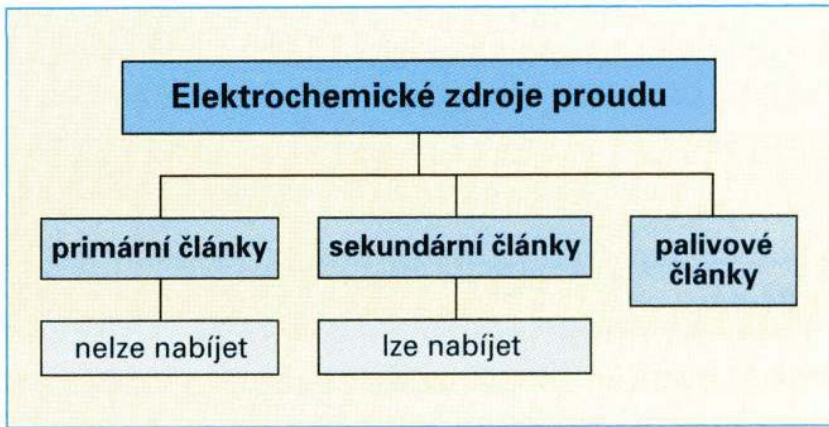 Elektrochemické zdroje proudu
primární články
sekundární články
palivové
články
nelze nabíjet
lze nabíjet